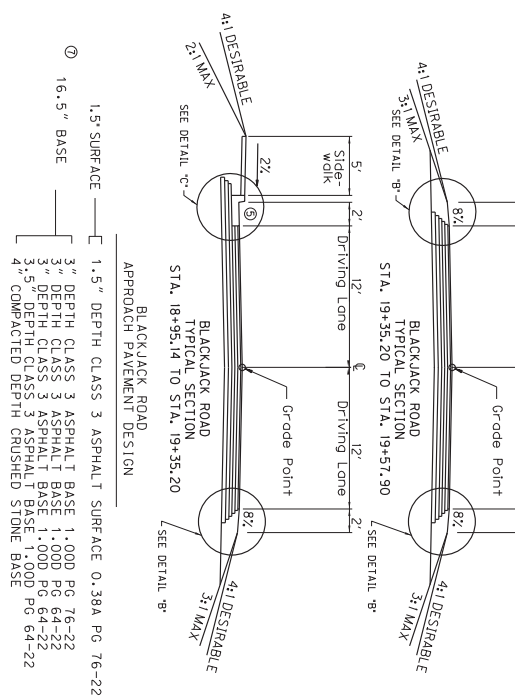 4:1 DESIRABLE
3:1 MAX
SEE DETAIL "B"
8%
Grade Point
8%
SEE DETAIL "B"
4:1 DESIRABLE
3:1 MAX
BLACKJACK ROAD
TYPICAL SECTION
STA. 19+35.20 TO STA. 19+57.90
4:1 DESIRABLE
2:1 MAX
5'
Side-
walk
2'
12'
Driving Lane
℄
12'
Driving Lane
2'
2%
⑤
SEE DETAIL "C"
Grade Point
8%
SEE DETAIL "B"
4:1 DESIRABLE
3:1 MAX
BLACKJACK ROAD
TYPICAL SECTION
STA. 18+95.14 TO STA. 19+35.20
BLACKJACK ROAD
APPROACH PAVEMENT DESIGN
1.5" SURFACE
1.5" DEPTH CLASS 3 ASPHALT SURFACE 0.38A PG 76-22
⑦
16.5" BASE
3" DEPTH CLASS 3 ASPHALT BASE 1.00D PG 76-22
3" DEPTH CLASS 3 ASPHALT BASE 1.00D PG 64-22
3" DEPTH CLASS 3 ASPHALT BASE 1.00D PG 64-22
3.5" DEPTH CLASS 3 ASPHALT BASE 1.00D PG 64-22
4" COMPACTED DEPTH CRUSHED STONE BASE